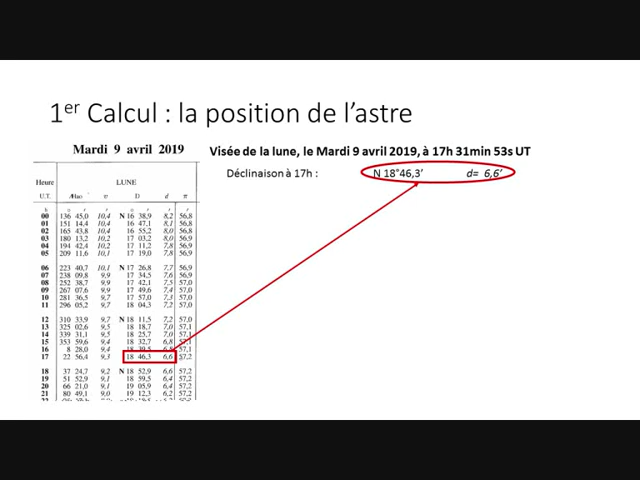 1er Calcul : la position de l'astre
Mardi 9 avril 2019
Visée de la lune, le Mardi 9 avril 2019, à 17h 31min 53s UT
Déclinaison à 17h : N 18°46,3' d= 6,6'
Heure LUNE
U.T. v D d π
00 136 45,0 10,4 N 16 38,9 8,2 56,8
01 151 14,4 10,4 16 47,1 8,1 56,8
02 165 43,8 10,4 16 55,2 8,0 56,8
03 180 13,2 10,2 17 03,2 8,0 56,9
04 194 42,4 10,2 17 11,2 7,8 56,9
05 209 11,6 10,1 17 19,0 7,8 56,9
06 223 40,7 10,1 N 17 26,8 7,7 56,9
07 238 09,8 9,9 17 34,5 7,6 56,9
08 252 38,7 9,9 17 42,1 7,5 57,0
09 267 07,6 9,9 17 49,6 7,4 57,0
10 281 36,5 9,7 17 57,0 7,3 57,0
11 296 05,2 9,7 18 04,3 7,2 57,0
12 310 33,9 9,7 N 18 11,5 7,2 57,0
13 325 02,6 9,5 18 18,7 7,0 57,1
14 339 31,1 9,5 18 25,7 7,0 57,1
15 353 59,6 9,4 18 32,7 6,8 57,1
16 8 28,0 9,4 18 39,5 6,8 57,1
17 22 56,4 9,3 18 46,3 6,6 57,2
18 37 24,7 9,2 N 18 52,9 6,6 57,2
19 51 52,9 9,1 18 59,5 6,4 57,2
20 66 21,0 9,1 19 05,9 6,4 57,2
21 80 49,1 9,0 19 12,3 6,2 57,2